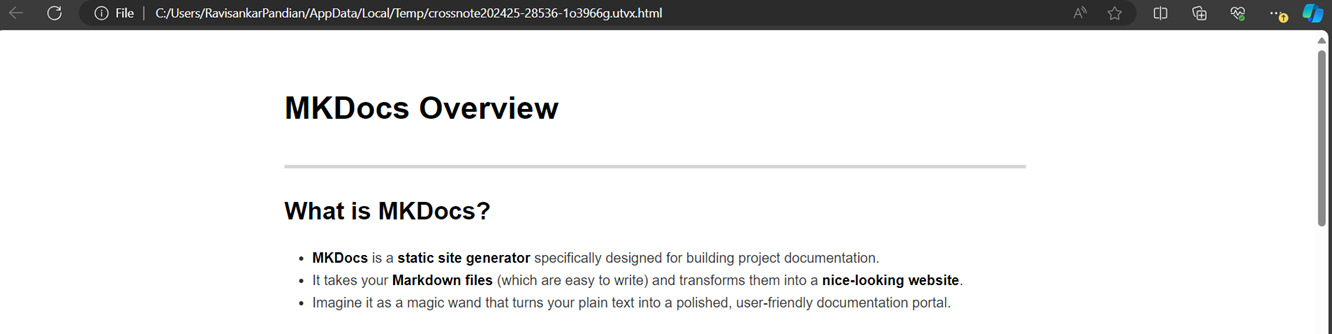 File | C:/Users/RavisankarPandian/AppData/Local/Temp/crossnote202425-28536-1o3966g.utvx.html
MKDocs Overview
What is MKDocs?
• MKDocs is a static site generator specifically designed for building project documentation.
• It takes your Markdown files (which are easy to write) and transforms them into a nice-looking website.
• Imagine it as a magic wand that turns your plain text into a polished, user-friendly documentation portal.